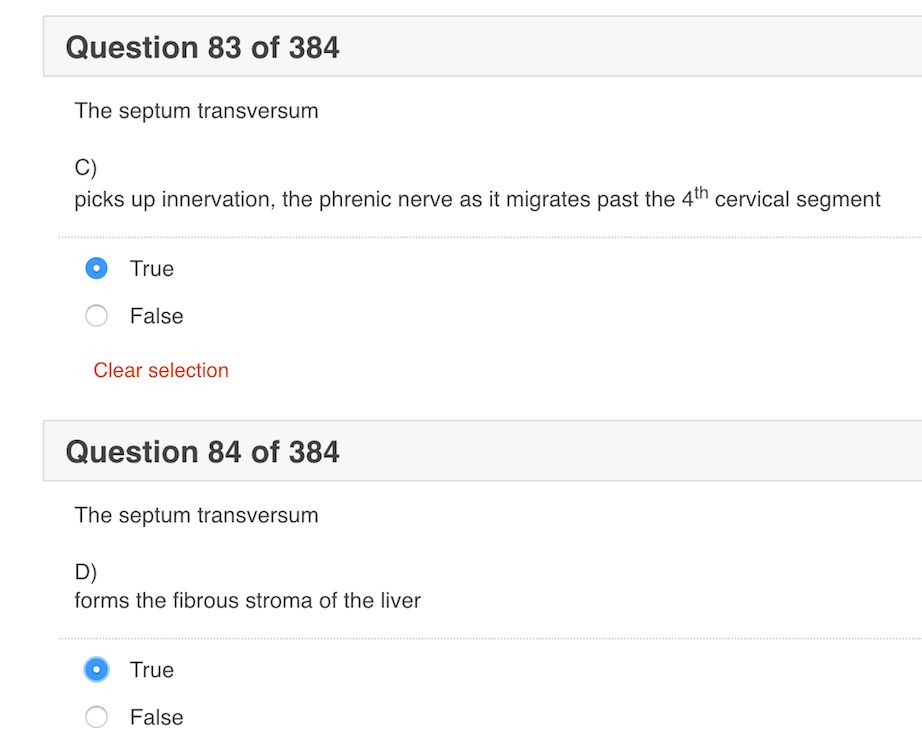 Question 83 of 384
The septum transversum
C)
picks up innervation, the phrenic nerve as it migrates past the 4th cervical segment
True
False
Clear selection
Question 84 of 384
The septum transversum
D)
forms the fibrous stroma of the liver
True
False